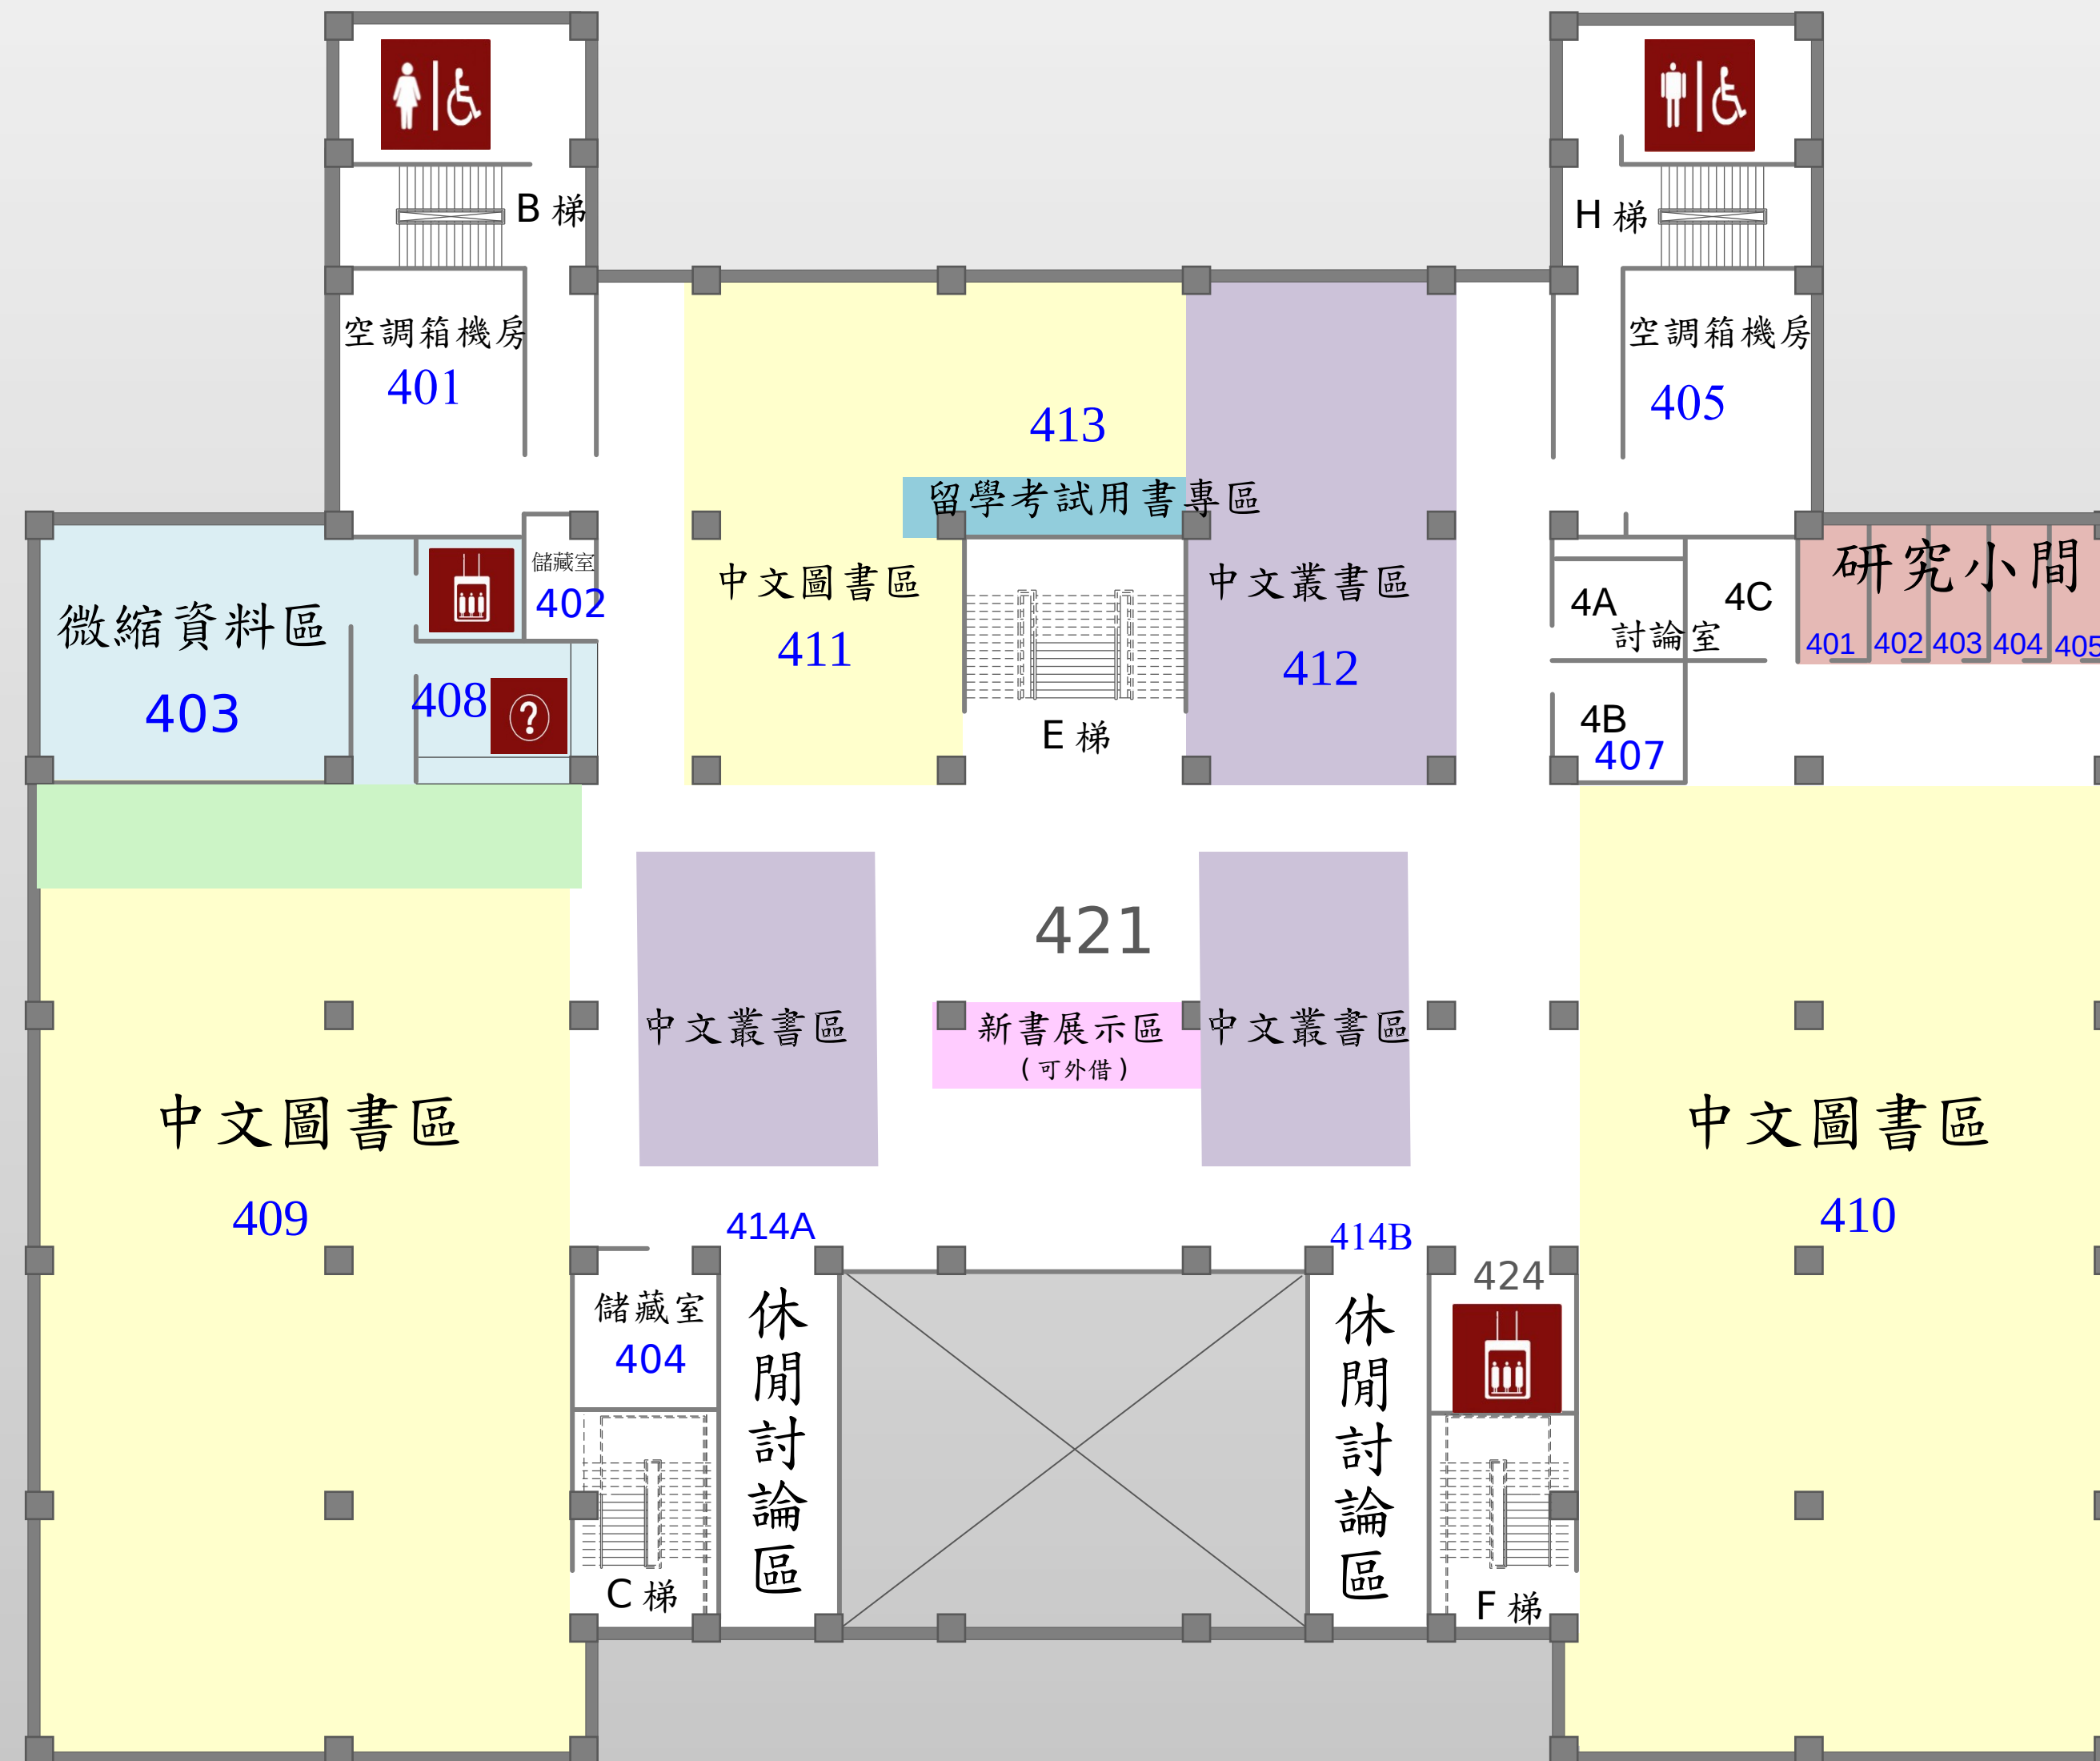 B 梯
H 梯
空調箱機房
401
空調箱機房
405
413
留學考試用書專區
儲藏室
402
微縮資料區
403
408
?
中文圖書區
411
中文叢書區
412
E 梯
4A
4C
討論室
4B
407
研究小間
401
402
403
404
405
421
中文叢書區
新書展示區
(可外借)
中文叢書區
中文圖書區
409
中文圖書區
410
414A
414B
424
儲藏室
404
休閒討論區
休閒討論區
C 梯
F 梯